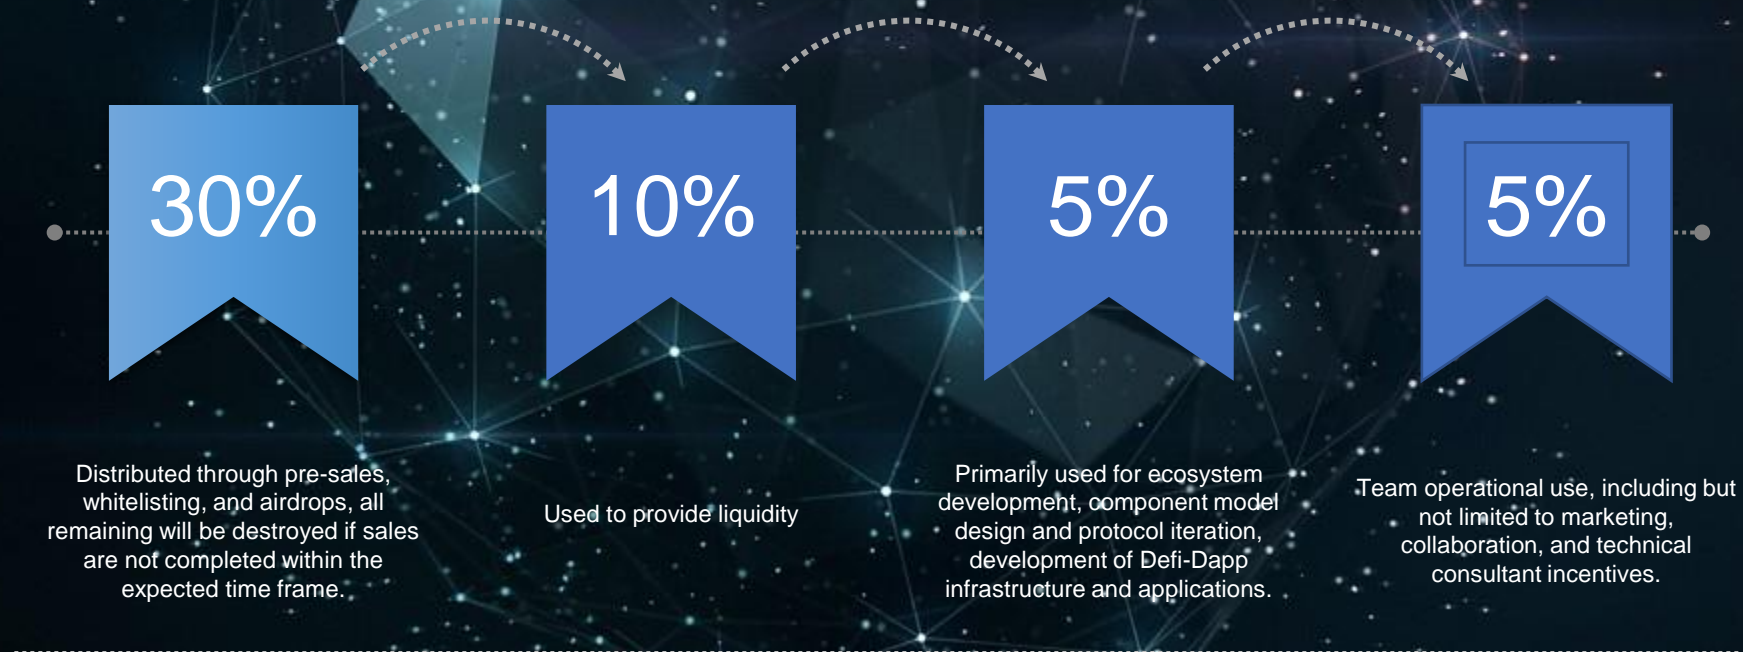 30%
10%
5%
5%
Distributed through pre-sales,
whitelisting, and airdrops, all
remaining will be destroyed if sales
are not completed within the
expected time frame.
Used to provide liquidity
Primarily used for ecosystem
development, component model
design and protocol iteration,
development of Defi-Dapp
infrastructure and applications.
Team operational use, including but
not limited to marketing,
collaboration, and technical
consultant incentives.